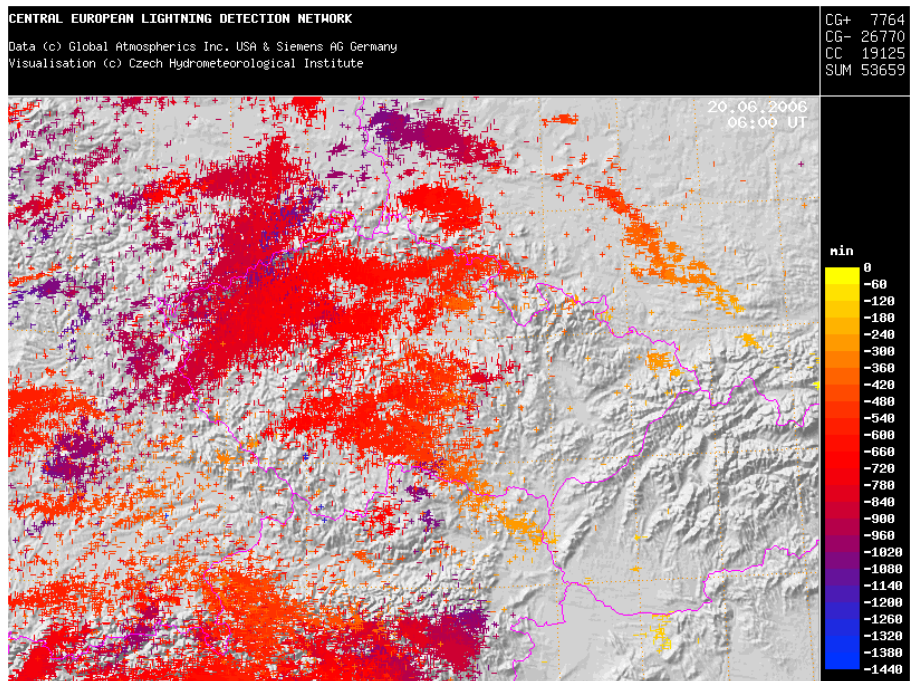 CENTRAL EUROPEAN LIGHTNING DETECTION NETWORK
Data (c) Global Atmospherics Inc. USA & Siemens AG Germany
Visualisation (c) Czech Hydrometeorological Institute
CG+ 7764
CG- 26770
CC 19125
SUM 53659
20.06.2006
06:00 UT
min
0
-60
-120
-180
-240
-300
-360
-420
-480
-540
-600
-660
-720
-780
-840
-900
-960
-1020
-1080
-1140
-1200
-1260
-1320
-1380
-1440